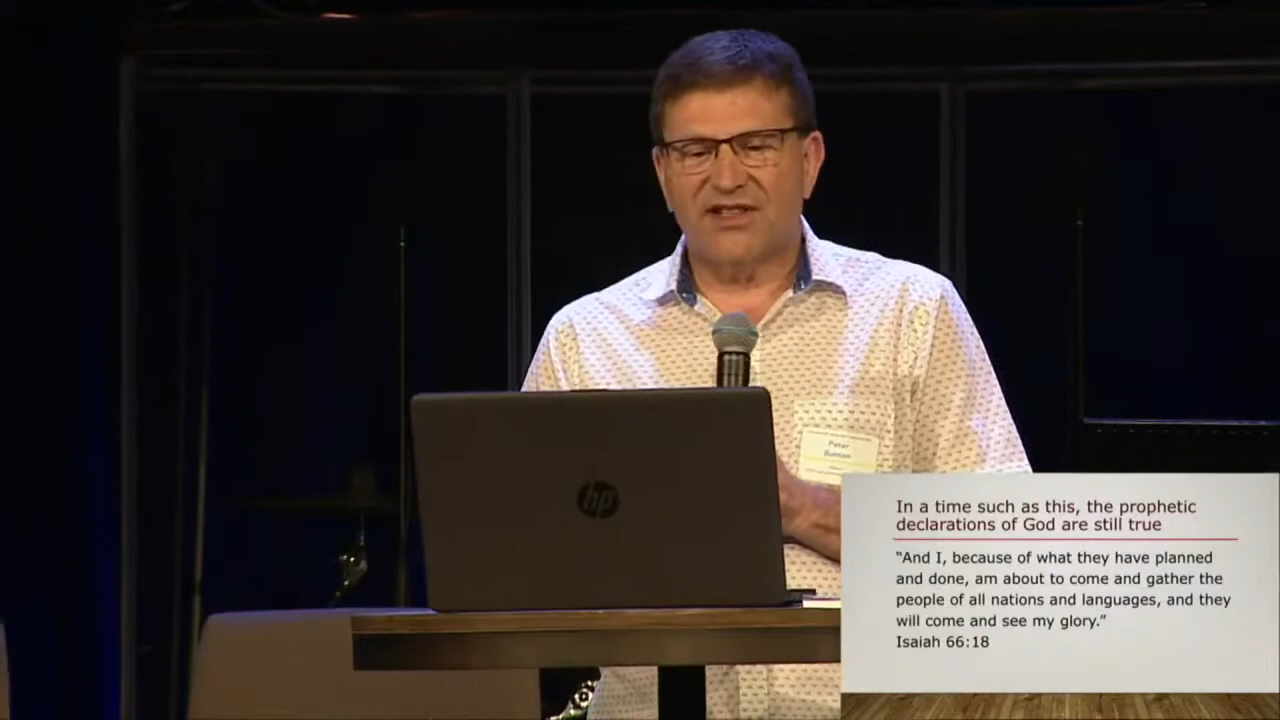 Peter
Bunton
hp
In a time such as this, the prophetic
declarations of God are still true
“And I, because of what they have planned
and done, am about to come and gather the
people of all nations and languages, and they
will come and see my glory.”
Isaiah 66:18